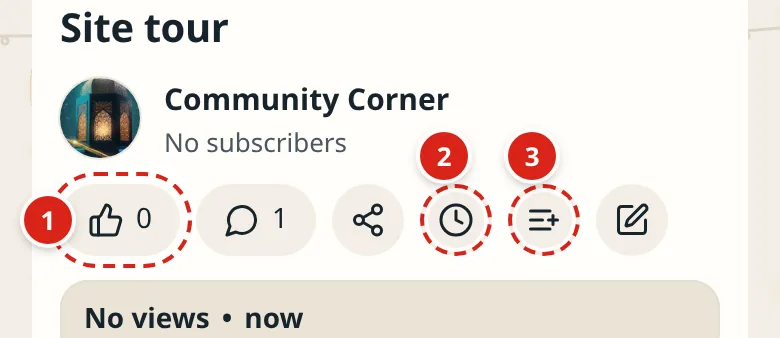 Site tour
Community Corner
No subscribers
2 3
1 0 1
No views • now